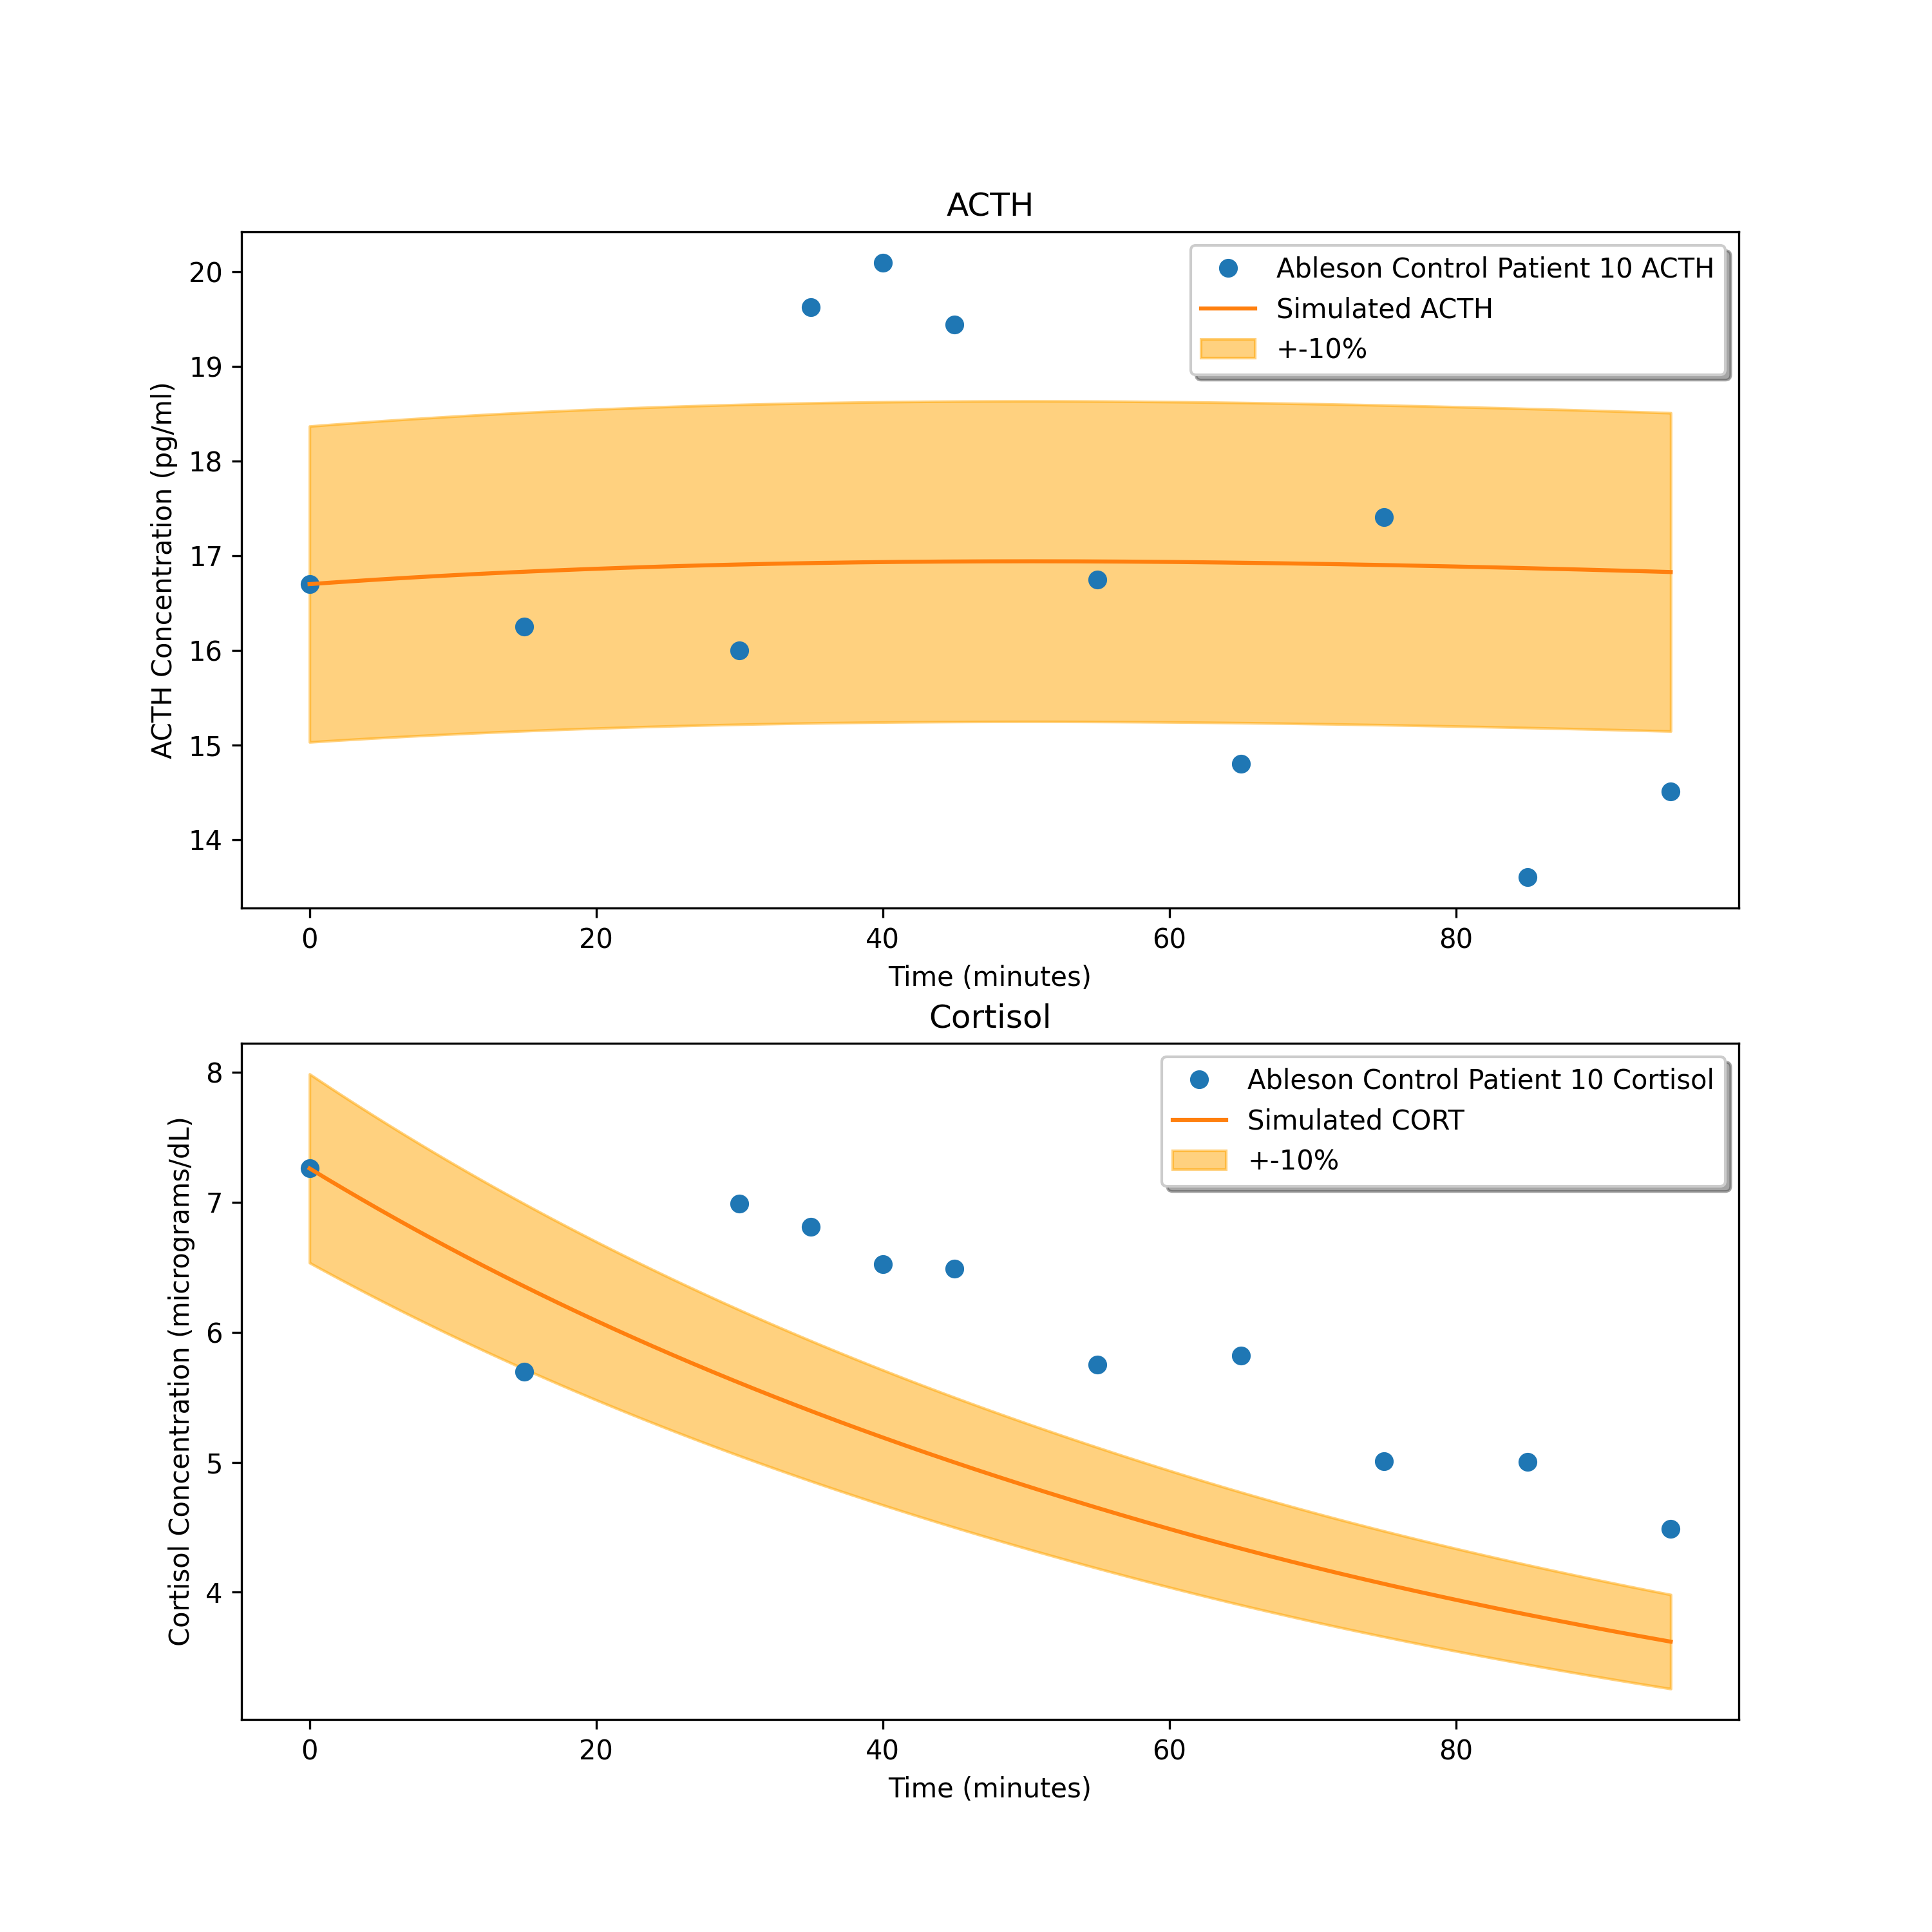 ACTH
Ableson Control Patient 10 ACTH
Simulated ACTH
+-10%
ACTH Concentration (pg/ml)
20
19
18
17
16
15
14
0 20 40 60 80
Time (minutes)
Cortisol
Ableson Control Patient 10 Cortisol
Simulated CORT
+-10%
Cortisol Concentration (micrograms/dL)
8
7
6
5
4
0 20 40 60 80
Time (minutes)